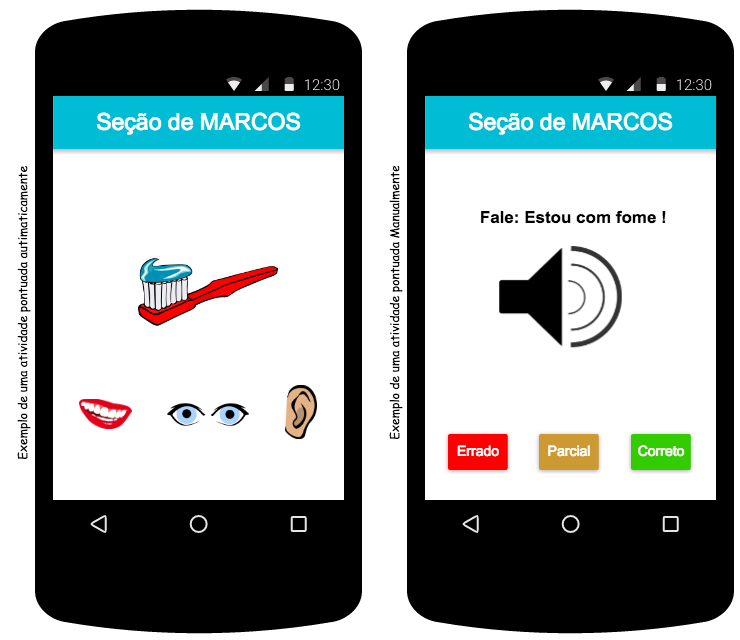 Exemplo de uma atividade pontuada autimaticamente
12:30
Seção de MARCOS
Exemplo de uma atividade pontuada Manualmente
12:30
Seção de MARCOS
Fale: Estou com fome !
Errado
Parcial
Correto